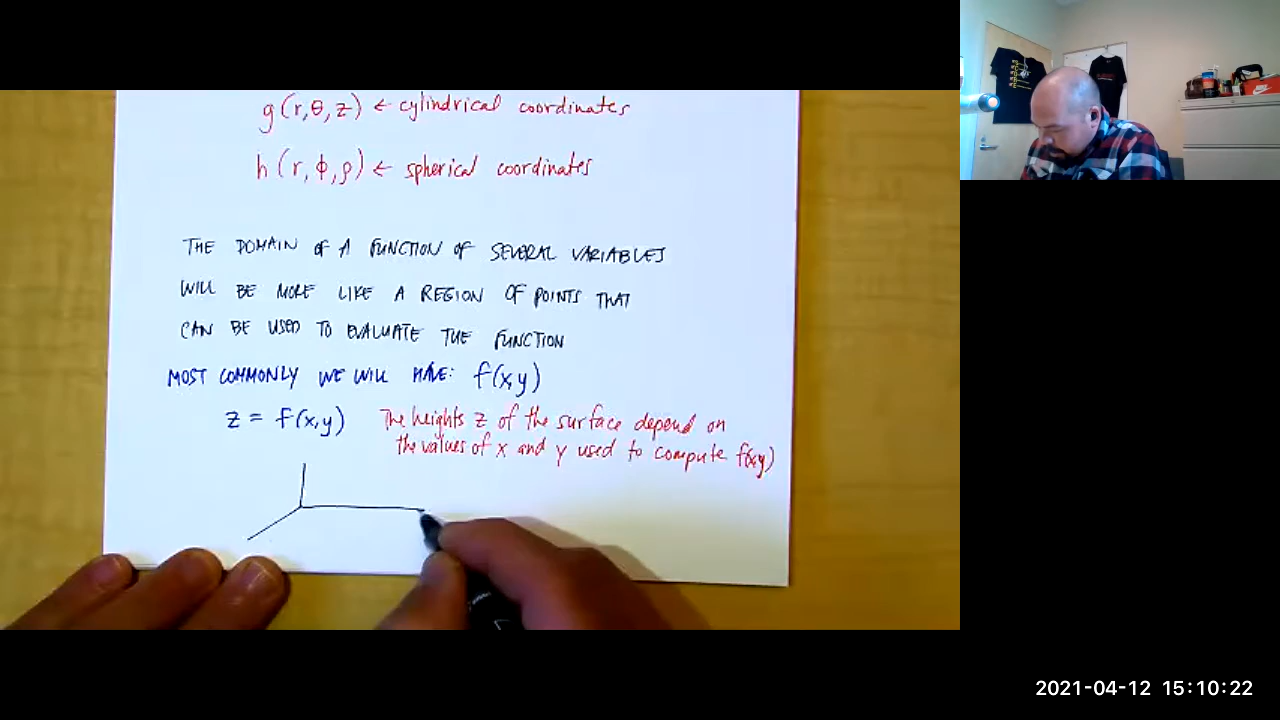 g(r,θ,z) ← cylindrical coordinates
h(r,ϕ,ρ) ← spherical coordinates
THE DOMAIN OF A FUNCTION OF SEVERAL VARIABLES
WILL BE MORE LIKE A REGION OF POINTS THAT
CAN BE USED TO EVALUATE THE FUNCTION
MOST COMMONLY WE WILL HAVE: f(x,y)
z = f(x,y) The heights z of the surface depend on
the values of x and y used to compute f(x,y)
2021-04-12 15:10:22